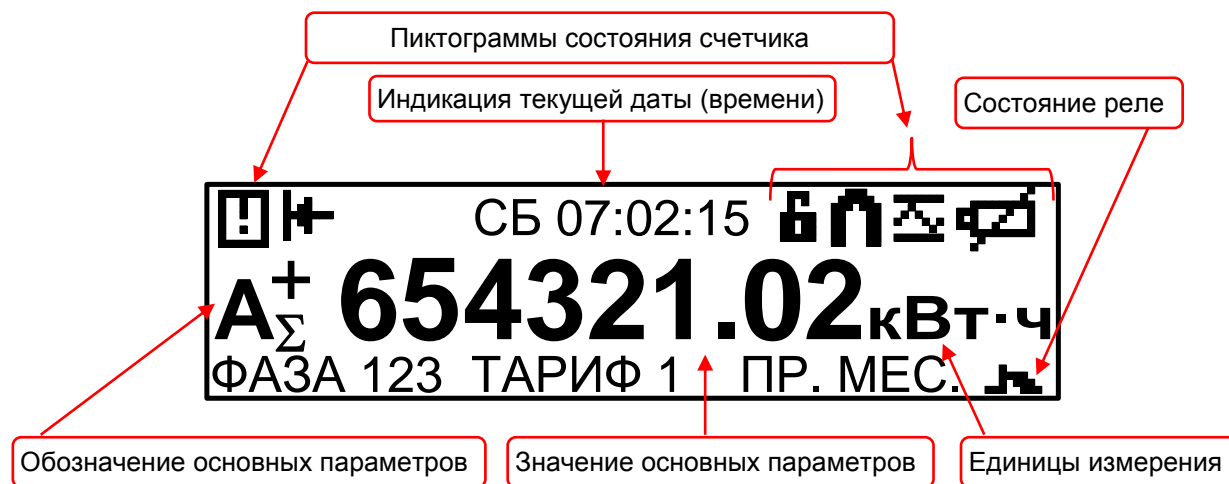 Пиктограммы состояния счетчика
Индикация текущей даты (времени)
Состояние реле
СБ 07:02:15
A+Σ 654321.02кВт·ч
ФАЗА 123 ТАРИФ 1 ПР. МЕС.
Обозначение основных параметров
Значение основных параметров
Единицы измерения